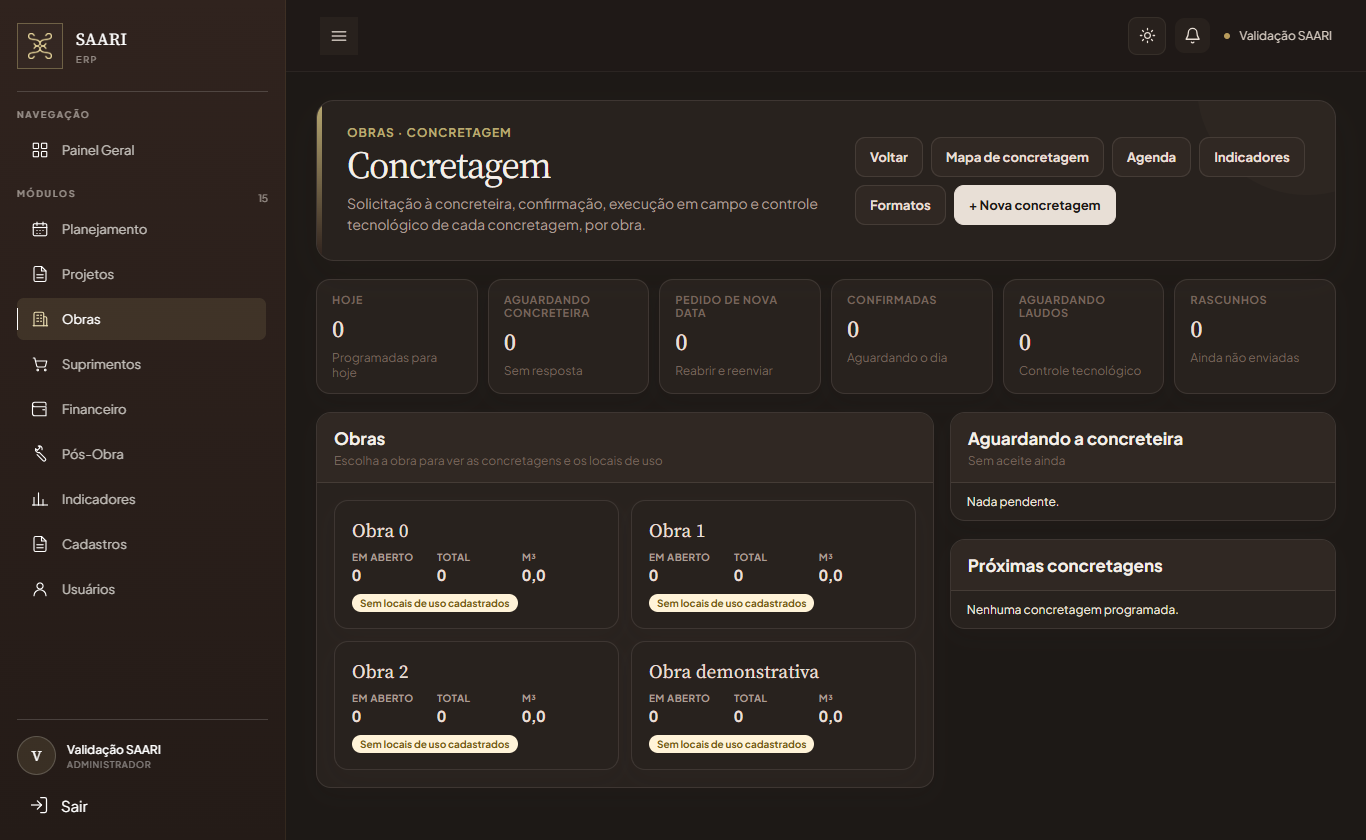 SAARI
ERP
NAVEGAÇÃO
Painel Geral
MÓDULOS
15
Planejamento
Projetos
Obras
Suprimentos
Financeiro
Pós-Obra
Indicadores
Cadastros
Usuários
V
Validação SAARI
ADMINISTRADOR
Sair
Validação SAARI
OBRAS · CONCRETAGEM
Concretagem
Solicitação à concreteira, confirmação, execução em campo e controle
tecnológico de cada concretagem, por obra.
Voltar
Mapa de concretagem
Agenda
Indicadores
Formatos
+ Nova concretagem
HOJE
0
Programadas para
hoje
AGUARDANDO
CONCRETEIRA
0
Sem resposta
PEDIDO DE NOVA
DATA
0
Reabrir e reenviar
CONFIRMADAS
0
Aguardando o dia
AGUARDANDO
LAUDOS
0
Controle tecnológico
RASCUNHOS
0
Ainda não enviadas
Obras
Escolha a obra para ver as concretagens e os locais de uso
Obra 0
EM ABERTO TOTAL M³
0 0 0,0
Sem locais de uso cadastrados
Obra 1
EM ABERTO TOTAL M³
0 0 0,0
Sem locais de uso cadastrados
Obra 2
EM ABERTO TOTAL M³
0 0 0,0
Sem locais de uso cadastrados
Obra demonstrativa
EM ABERTO TOTAL M³
0 0 0,0
Sem locais de uso cadastrados
Aguardando a concreteira
Sem aceite ainda
Nada pendente.
Próximas concretagens
Nenhuma concretagem programada.